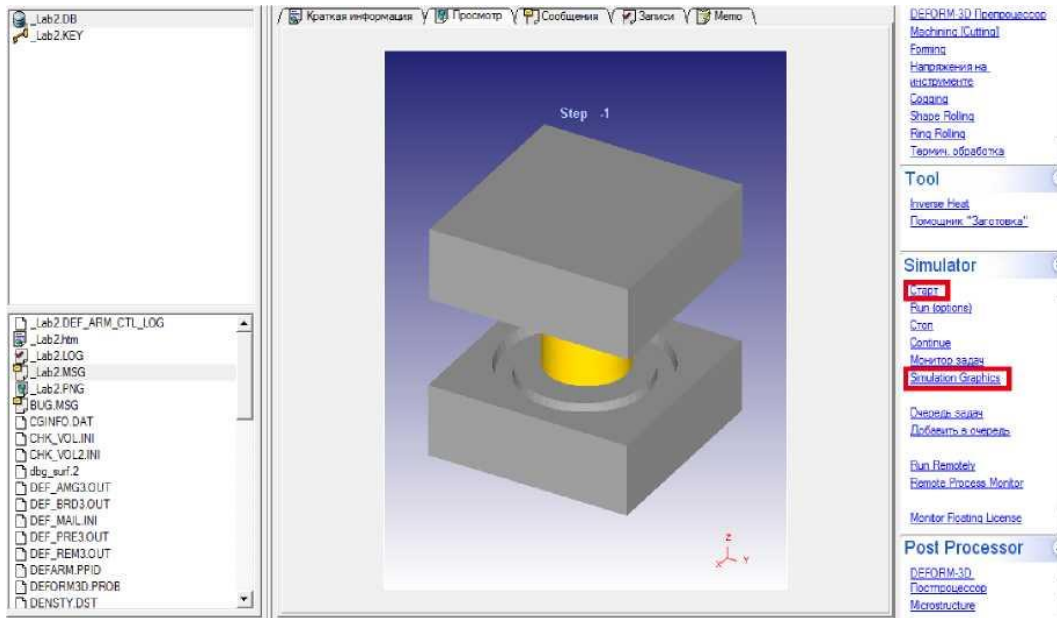 _Lab2.DB
_Lab2.KEY
Краткая информация
Просмотр
Сообщения
Записи
Memo
Step -1
z
x
Y
_Lab2.DEF_ARM_CTL_LOG
_Lab2.htm
_Lab2.LOG
_Lab2.MSG
_Lab2.PNG
BUG.MSG
CGINFO.DAT
CHK_VOL.INI
CHK_VOL2.INI
dbg_surf.2
DEF_AMG3.OUT
DEF_BRD3.OUT
DEF_MAIL.INI
DEF_PRE3.OUT
DEF_REM3.OUT
DEFARM.PPID
DEFORM3D.PROB
DENSTY.DST
DEFORM-3D Препроцессор
Machining [Cutting]
Forming
Напряжения на
инструменте
Cogging
Shape Rolling
Ring Rolling
Термич. обработка
Tool
Inverse Heat
Помощник "Заготовка"
Simulator
Старт
Run (options)
Стоп
Continue
Монитор задач
Simulation Graphics
Очередь задач
Добавить в очередь
Run Remotely
Remote Process Monitor
Monitor Floating License
Post Processor
DEFORM-3D
Постпроцессор
Microstructure